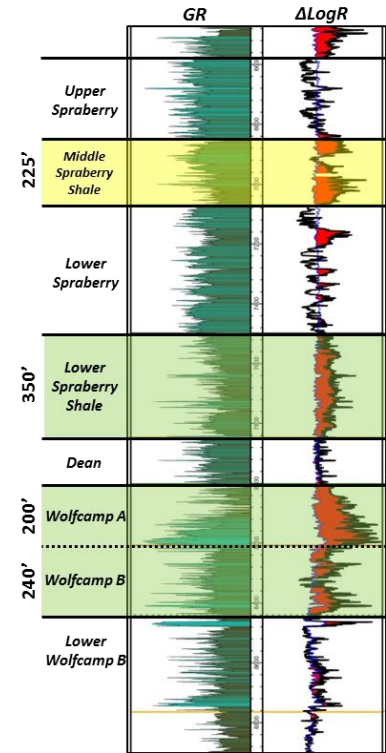 GR
ΔLogR
Upper
Spraberry
225'
Middle
Spraberry
Shale
Lower
Spraberry
350'
Lower
Spraberry
Shale
Dean
200'
Wolfcamp A
240'
Wolfcamp B
Lower
Wolfcamp B